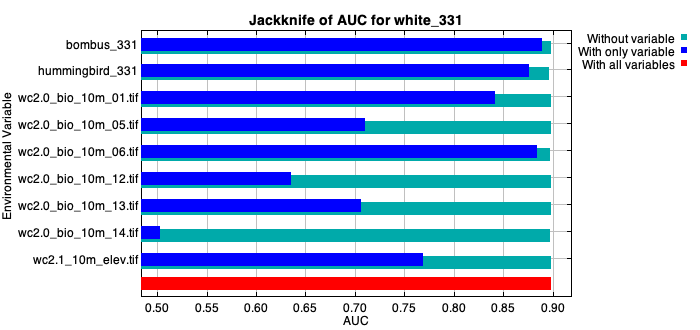 Jackknife of AUC for white_331
Without variable
With only variable
With all variables
Environmental Variable
bombus_331
hummingbird_331
wc2.0_bio_10m_01.tif
wc2.0_bio_10m_05.tif
wc2.0_bio_10m_06.tif
wc2.0_bio_10m_12.tif
wc2.0_bio_10m_13.tif
wc2.0_bio_10m_14.tif
wc2.1_10m_elev.tif
0.50 0.55 0.60 0.65 0.70 0.75 0.80 0.85 0.90
AUC